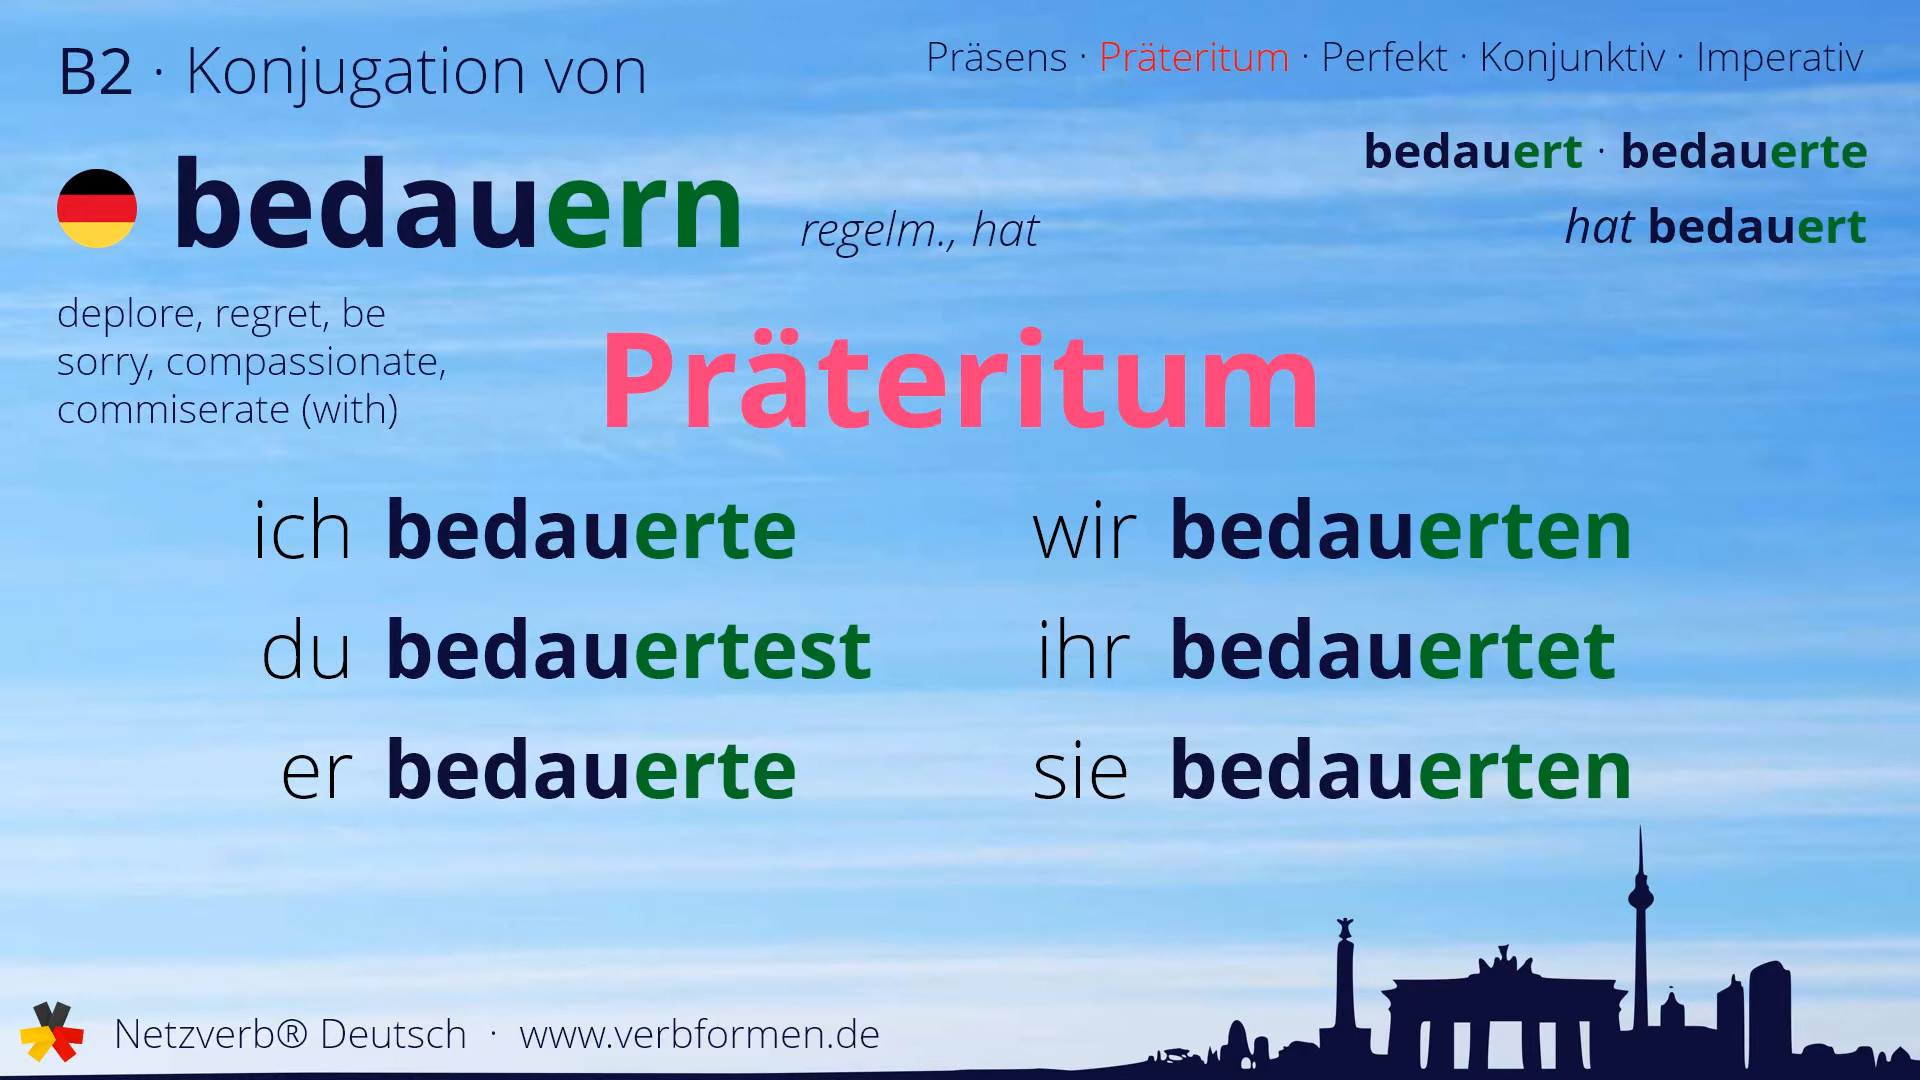 B2 · Konjugation von
Präsens · Präteritum · Perfekt · Konjunktiv · Imperativ
bedauern regelm., hat
bedauert · bedauerte
hat bedauert
deplore, regret, be
sorry, compassionate,
commiserate (with)
Präteritum
ich bedauerte
wir bedauerten
du bedauertest
ihr bedauertet
er bedauerte
sie bedauerten
Netzverb® Deutsch · www.verbformen.de